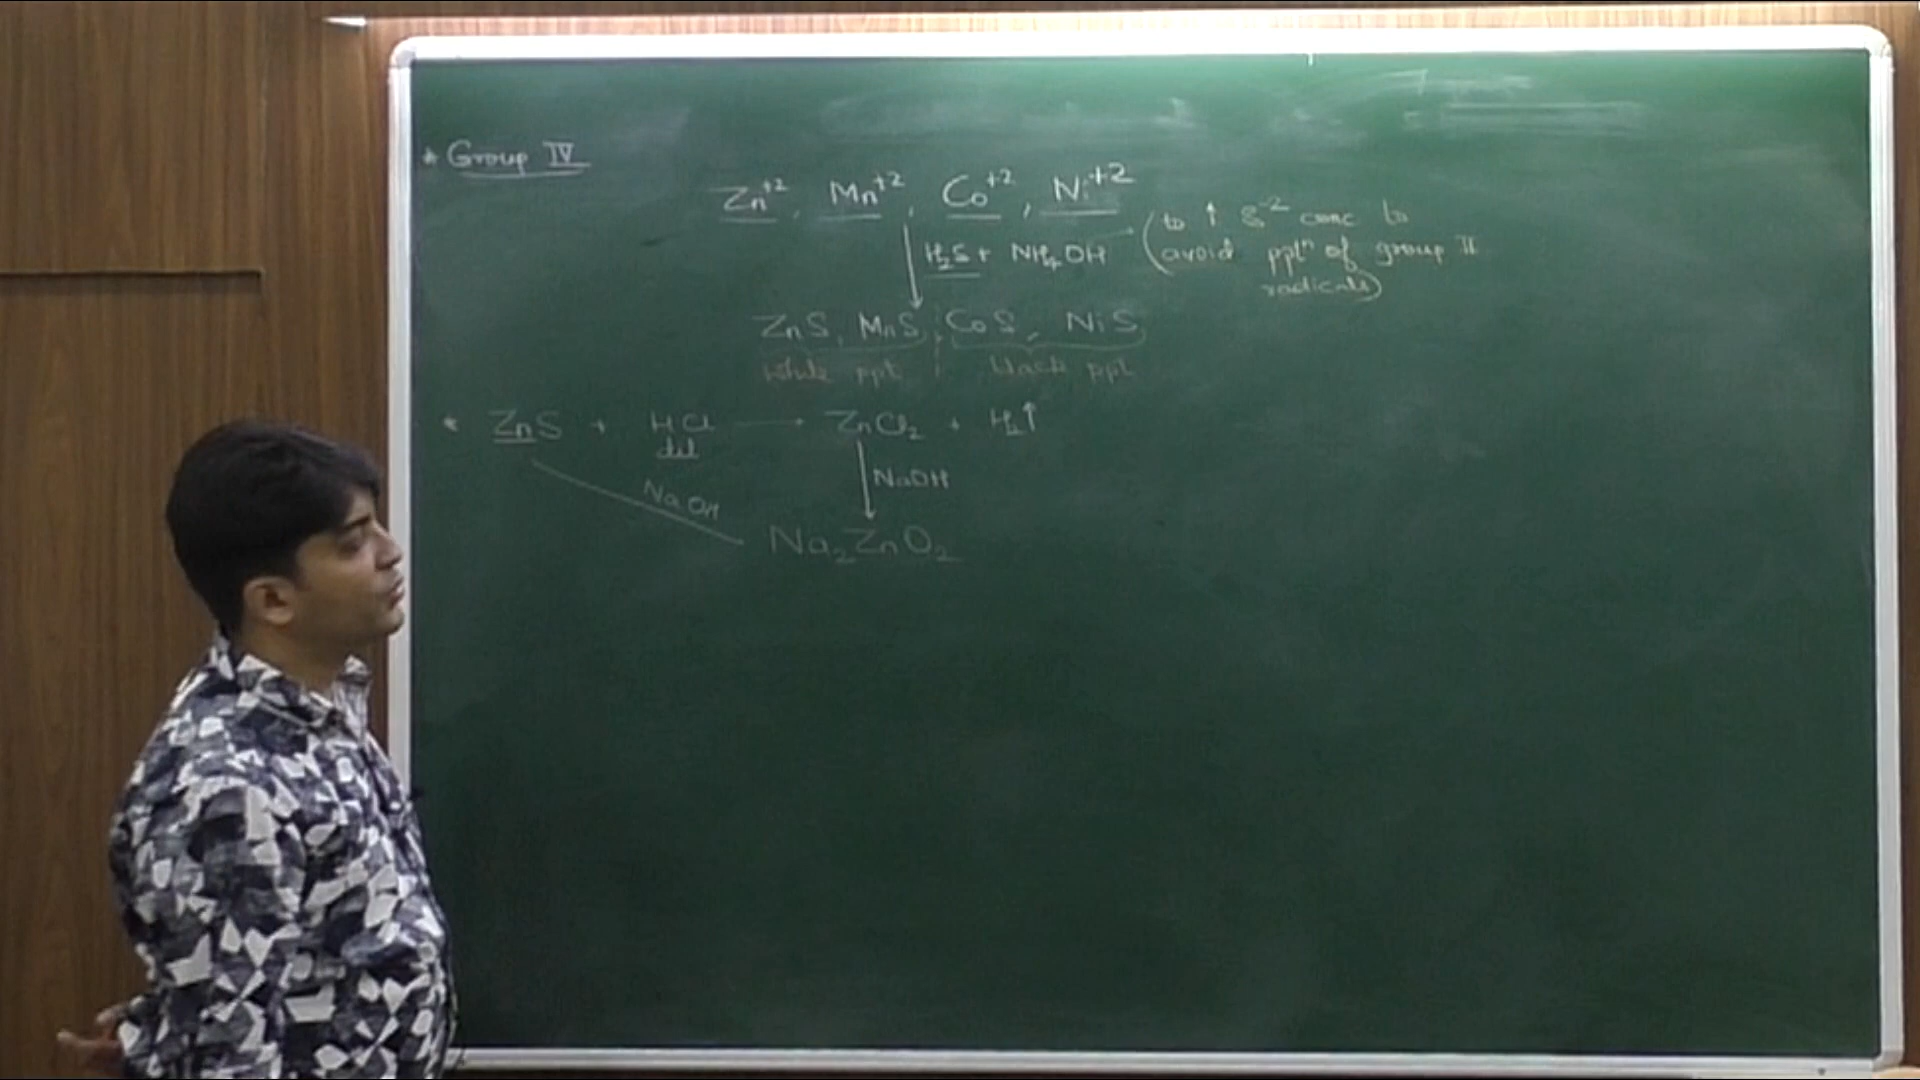 * Group IV
Zn+2, Mn+2, Co+2, Ni+2
H2S + NH4OH → (to ↑ S-2 conc to
avoid pptn of group II
radicals)
ZnS, MnS, CoS, NiS
white ppt black ppt
* ZnS + HCl → ZnCl2 + H2↑
dil
NaOH
NaOH
Na2ZnO2